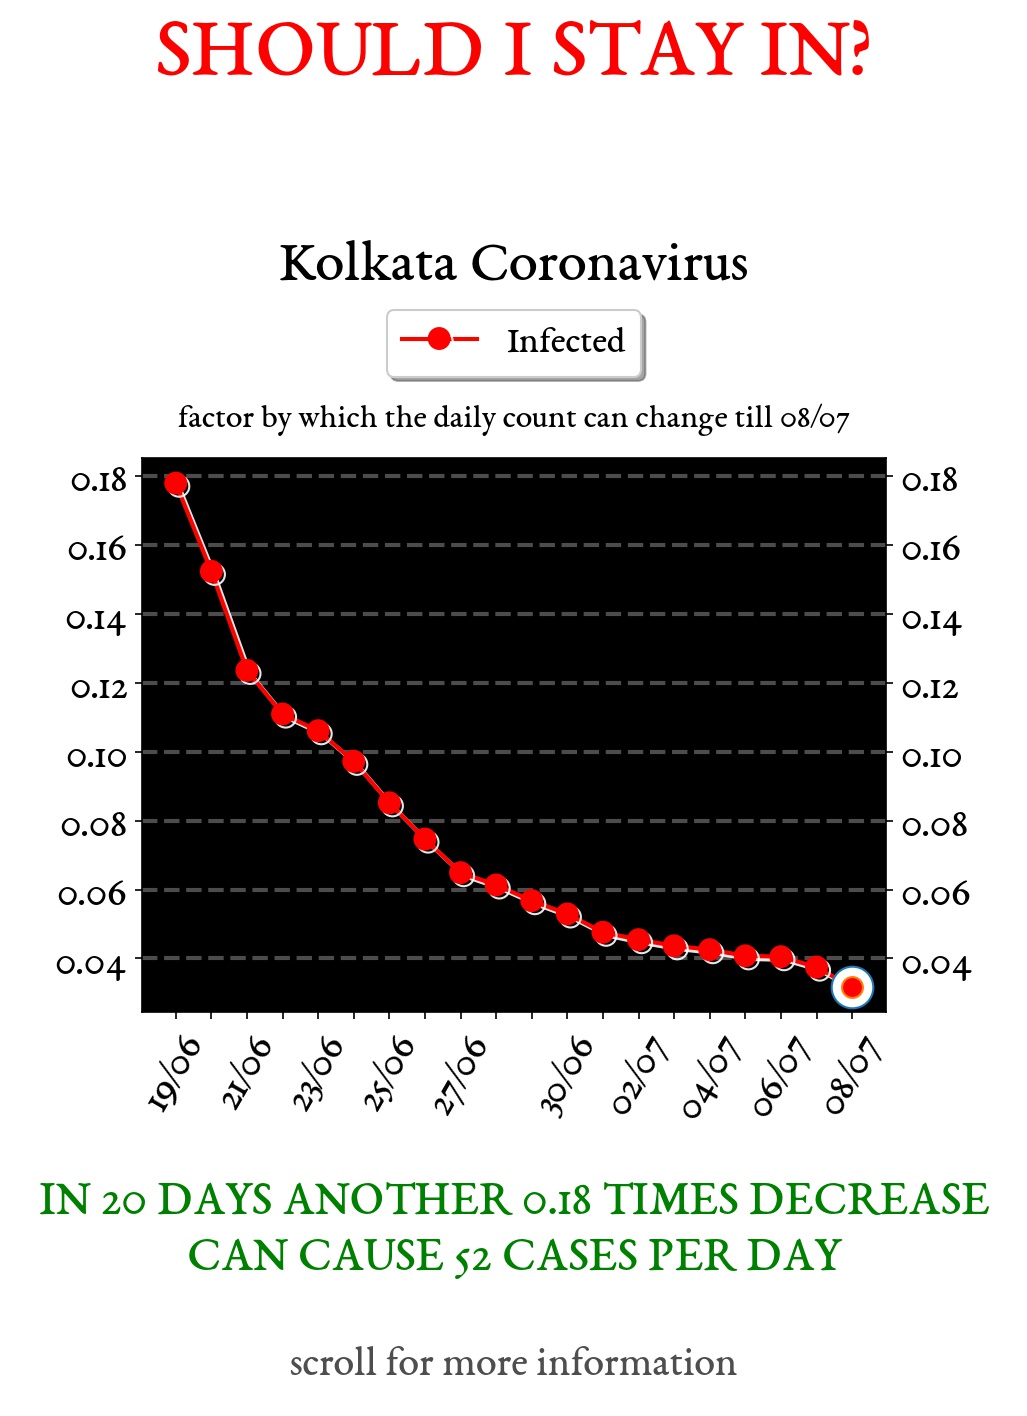 SHOULD I STAY IN?
Kolkata Coronavirus
Infected
factor by which the daily count can change till 08/07
0.18 0.18
0.16 0.16
0.14 0.14
0.12 0.12
0.10 0.10
0.08 0.08
0.06 0.06
0.04 0.04
19/06 21/06 23/06 25/06 27/06 30/06 02/07 04/07 06/07 08/07
IN 20 DAYS ANOTHER 0.18 TIMES DECREASE
CAN CAUSE 52 CASES PER DAY
scroll for more information